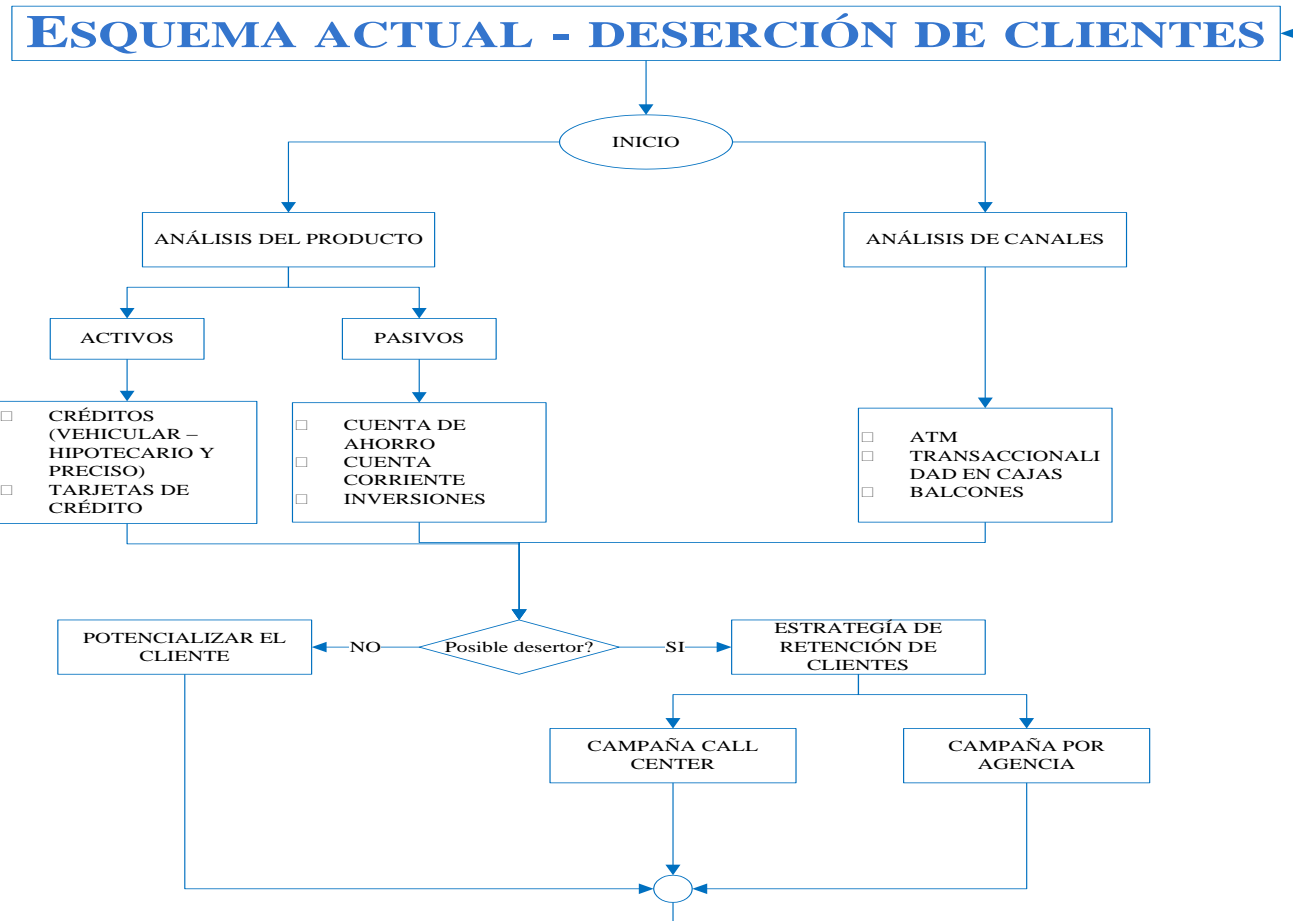 ESQUEMA ACTUAL - DESERCIÓN DE CLIENTES
INICIO
ANÁLISIS DEL PRODUCTO
ANÁLISIS DE CANALES
ACTIVOS
PASIVOS
CRÉDITOS
(VEHICULAR –
HIPOTECARIO Y
PRECISO)
TARJETAS DE
CRÉDITO
CUENTA DE
AHORRO
CUENTA
CORRIENTE
INVERSIONES
ATM
TRANSACCIONALI
DAD EN CAJAS
BALCONES
POTENCIALIZAR EL
CLIENTE
NO
Posible desertor?
SI
ESTRATEGÍA DE
RETENCIÓN DE
CLIENTES
CAMPAÑA CALL
CENTER
CAMPAÑA POR
AGENCIA